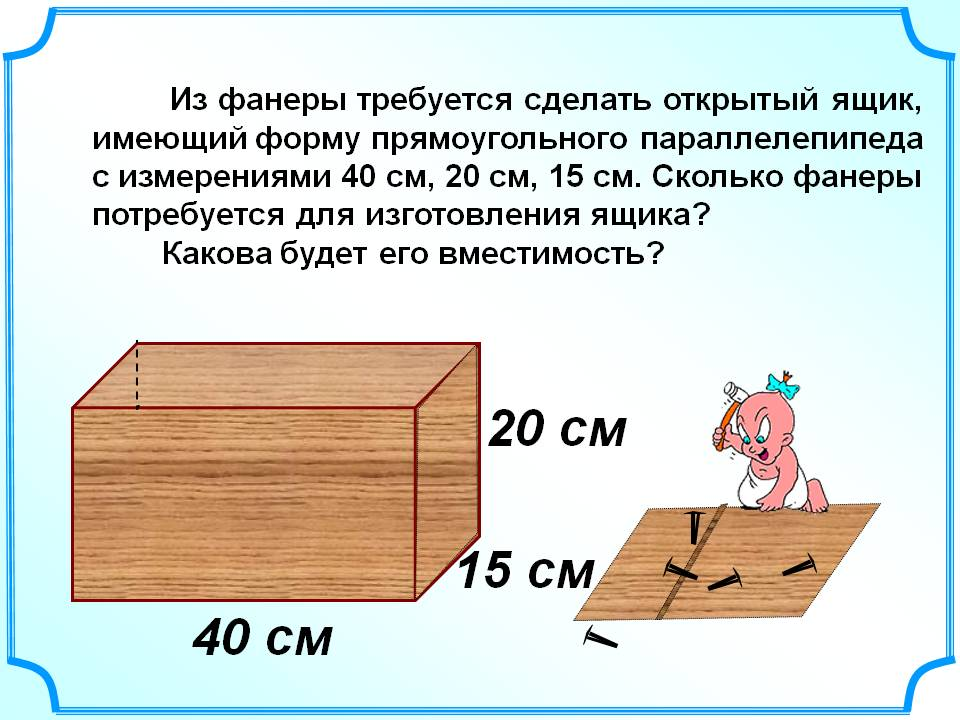 Из фанеры требуется сделать открытый ящик,
имеющий форму прямоугольного параллелепипеда
с измерениями 40 см, 20 см, 15 см. Сколько фанеры
потребуется для изготовления ящика?
Какова будет его вместимость?
20 см
15 см
40 см